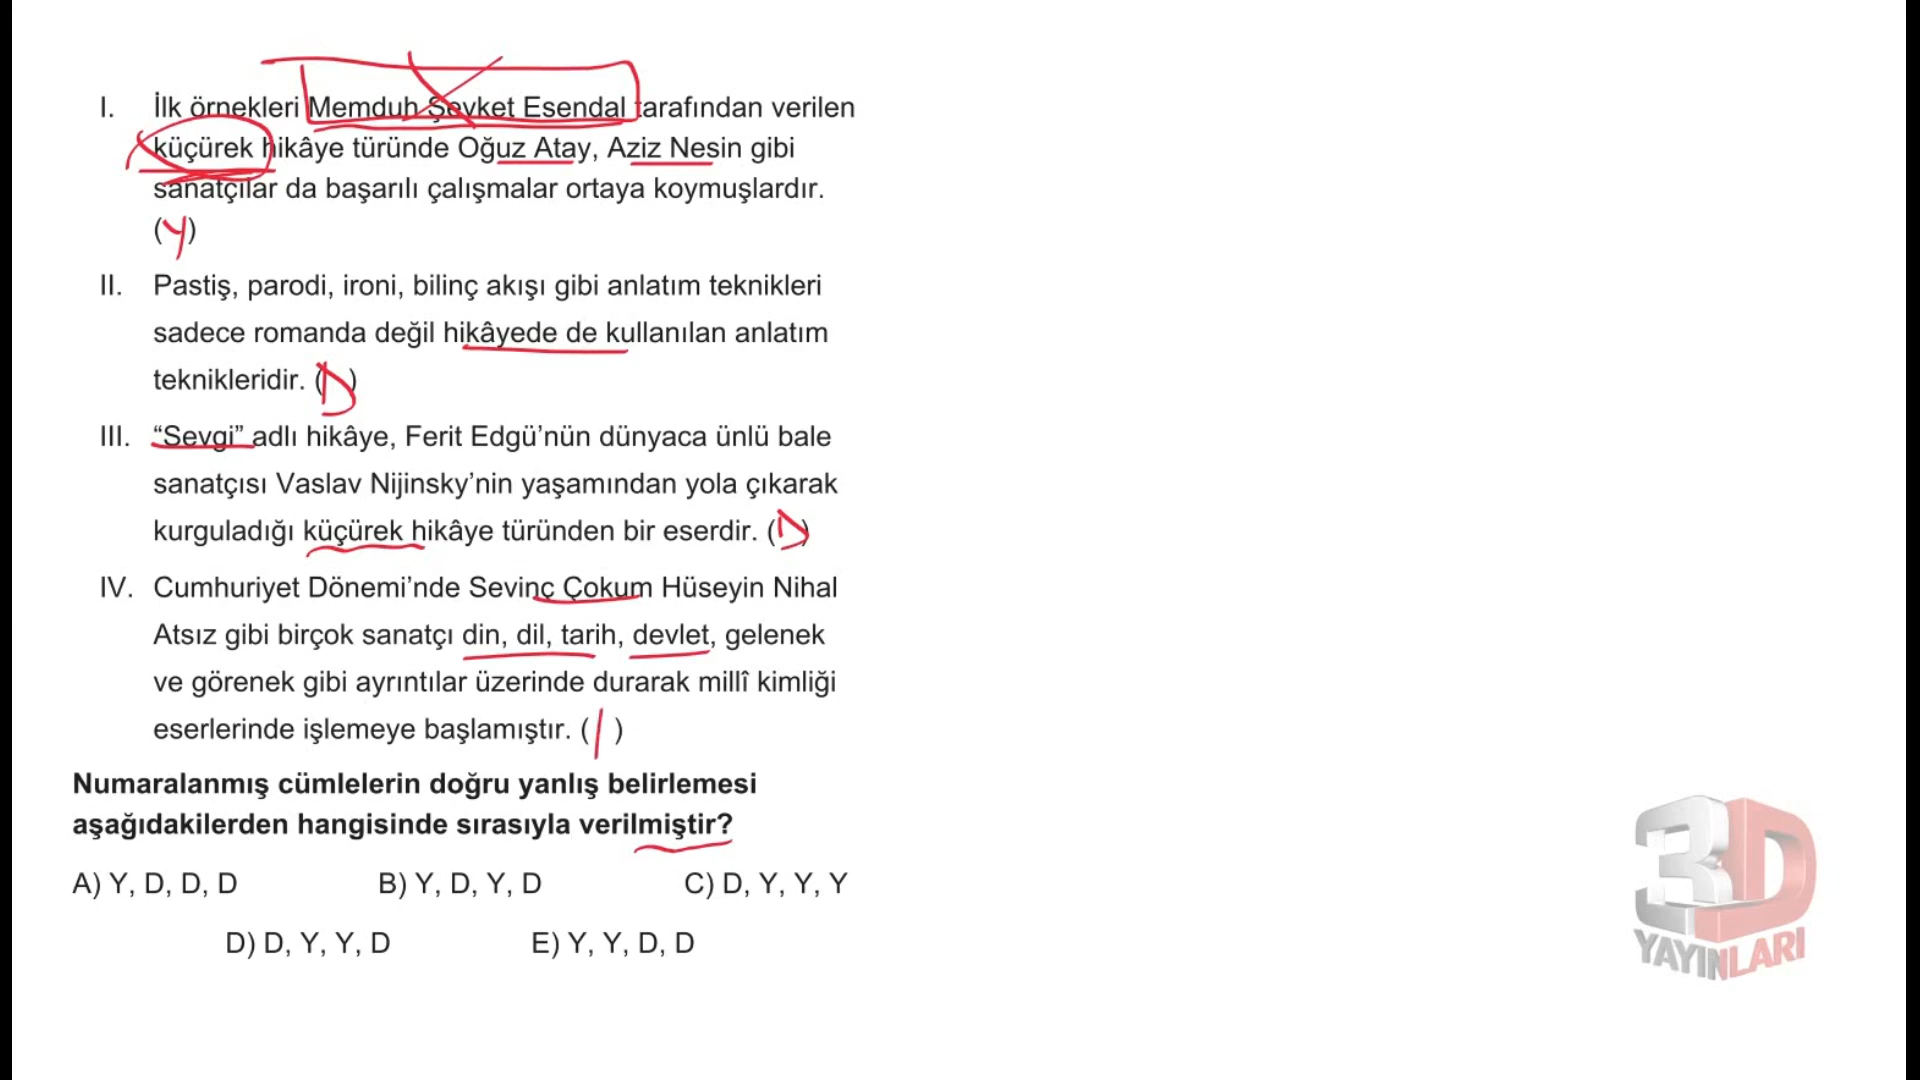 I. İlk örnekleri Memduh Şevket Esendal tarafından verilen
küçürek hikâye türünde Oğuz Atay, Aziz Nesin gibi
sanatçılar da başarılı çalışmalar ortaya koymuşlardır.
(Y)
II. Pastiş, parodi, ironi, bilinç akışı gibi anlatım teknikleri
sadece romanda değil hikâyede de kullanılan anlatım
teknikleridir. (D)
III. “Sevgi” adlı hikâye, Ferit Edgü’nün dünyaca ünlü bale
sanatçısı Vaslav Nijinsky’nin yaşamından yola çıkarak
kurguladığı küçürek hikâye türünden bir eserdir. (D)
IV. Cumhuriyet Dönemi’nde Sevinç Çokum Hüseyin Nihal
Atsız gibi birçok sanatçı din, dil, tarih, devlet, gelenek
ve görenek gibi ayrıntılar üzerinde durarak millî kimliği
eserlerinde işlemeye başlamıştır. ( )
Numaralanmış cümlelerin doğru yanlış belirlemesi
aşağıdakilerden hangisinde sırasıyla verilmiştir?
A) Y, D, D, D B) Y, D, Y, D C) D, Y, Y, Y
D) D, Y, Y, D E) Y, Y, D, D
3D
YAYINLARI